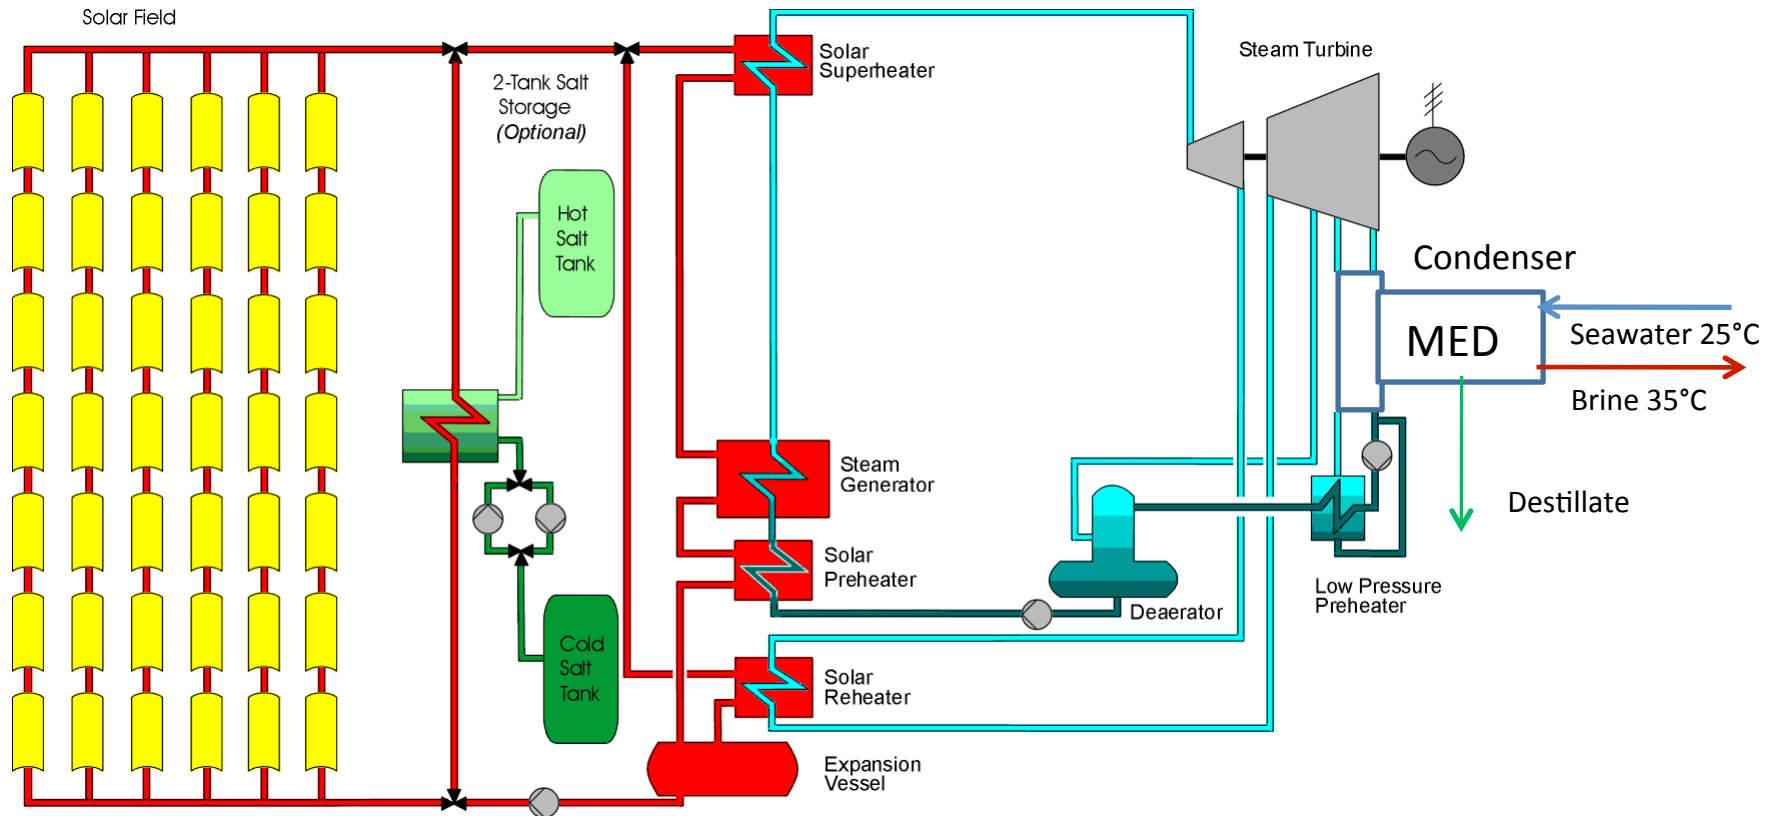 Solar Field
2-Tank Salt
Storage
(Optional)
Hot
Salt
Tank
Cold
Salt
Tank
Solar
Superheater
Steam
Generator
Solar
Preheater
Solar
Reheater
Expansion
Vessel
Deaerator
Steam Turbine
Condenser
MED
Seawater 25°C
Brine 35°C
Destillate
Low Pressure
Preheater